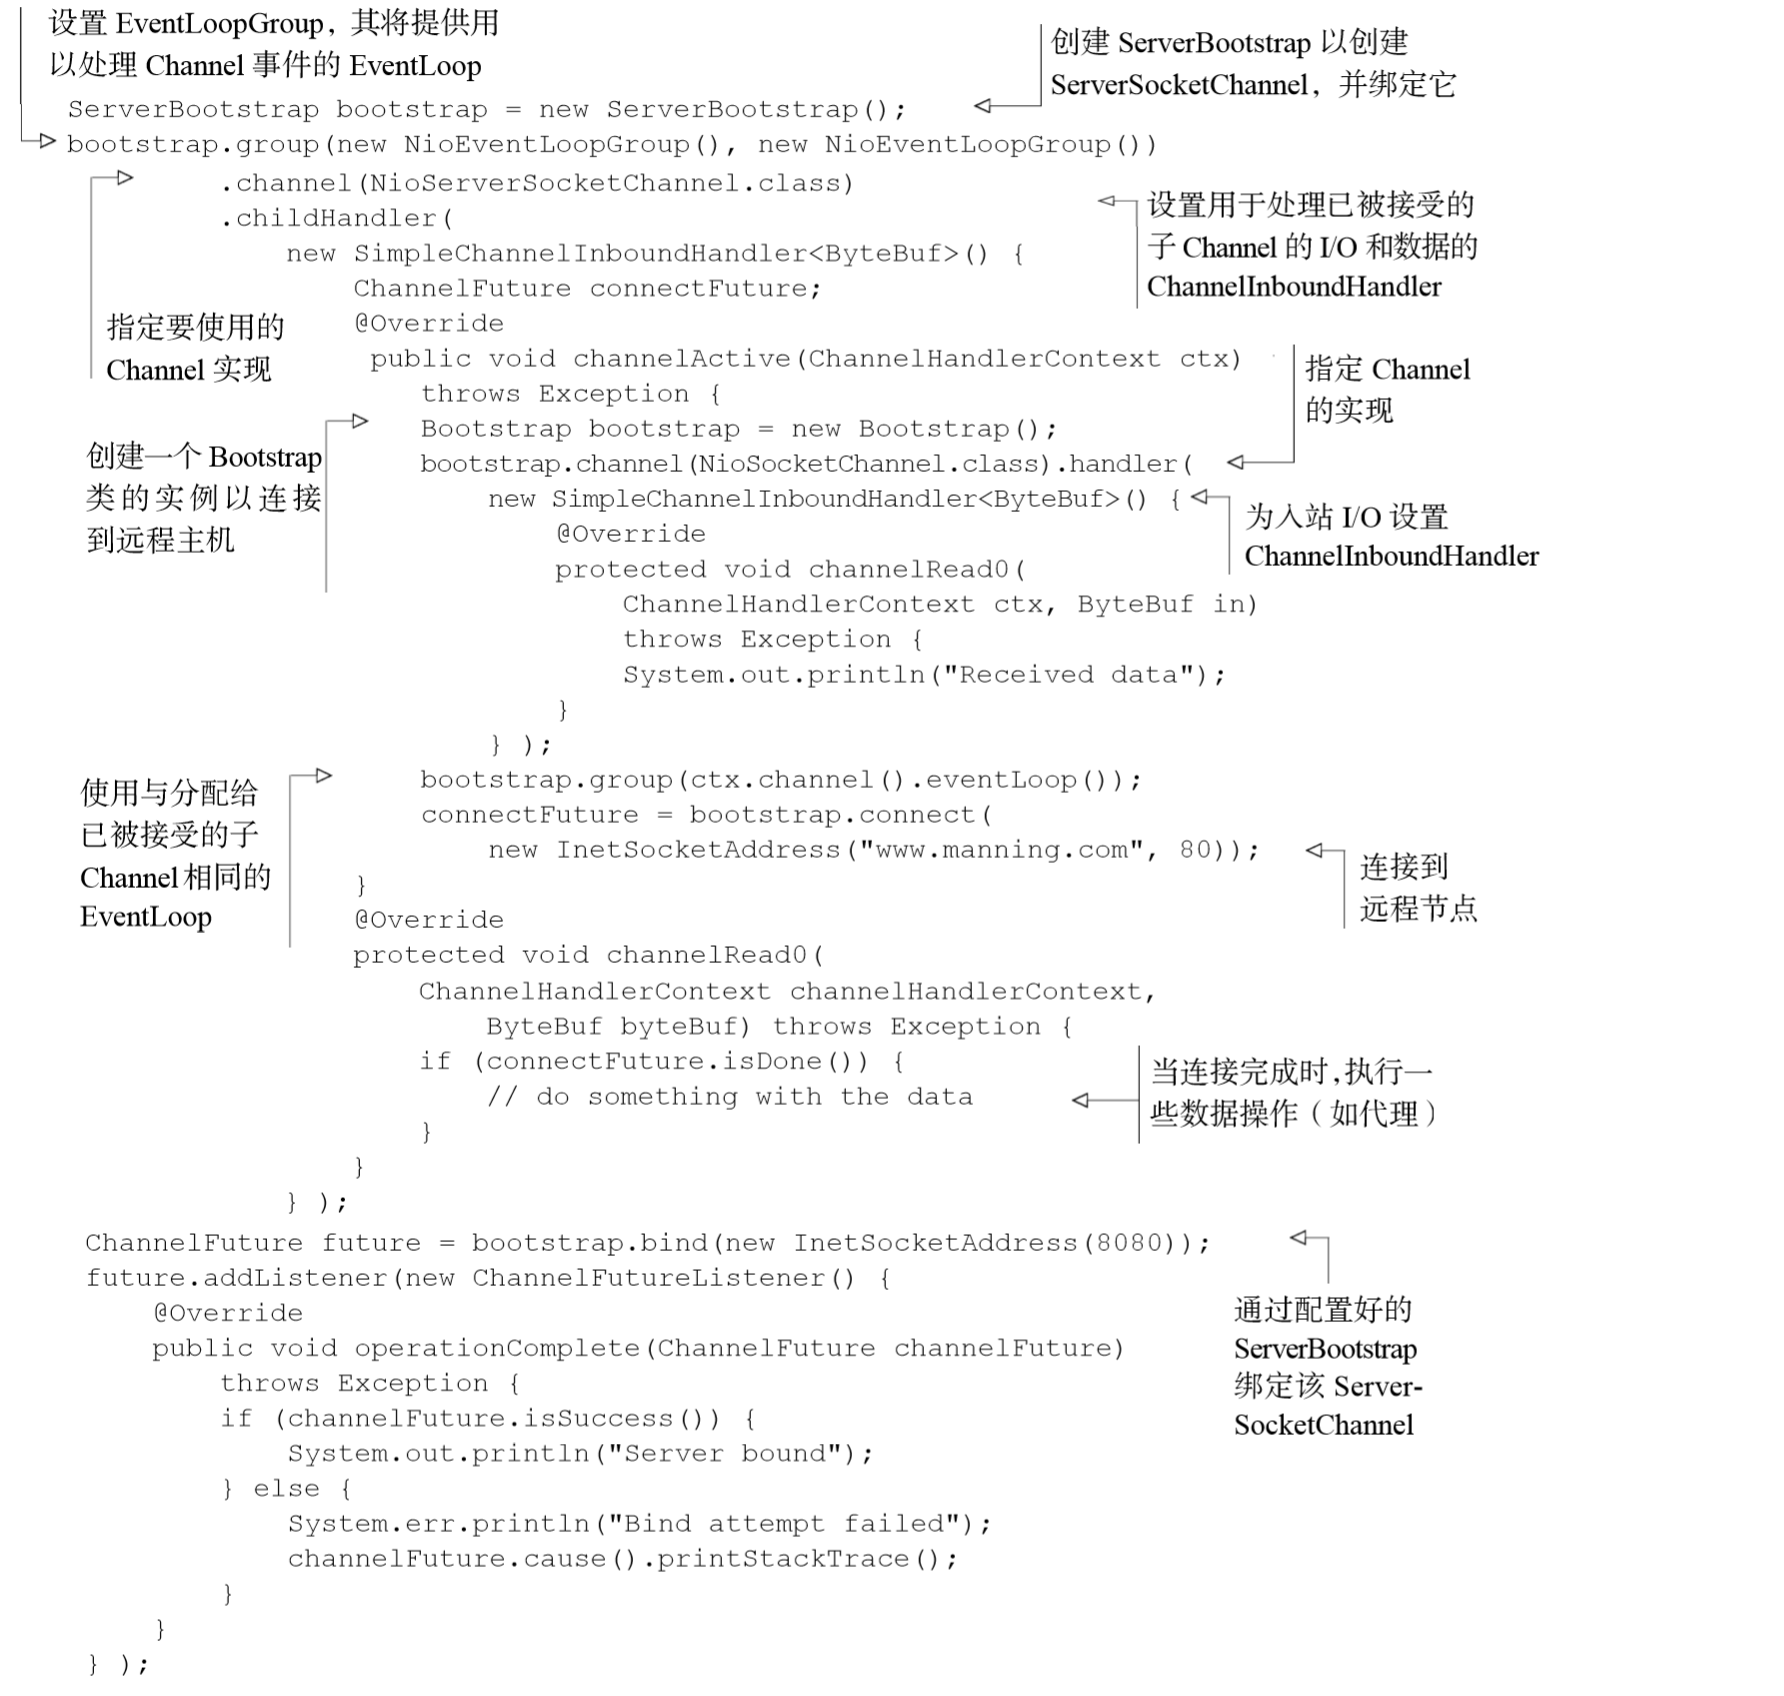 设置 EventLoopGroup，其将提供用
以处理 Channel 事件的 EventLoop
创建 ServerBootstrap 以创建
ServerSocketChannel，并绑定它
ServerBootstrap bootstrap = new ServerBootstrap();
bootstrap.group(new NioEventLoopGroup(), new NioEventLoopGroup())
.channel(NioServerSocketChannel.class)
.childHandler(
设置用于处理已被接受的
子 Channel 的 I/O 和数据的
ChannelInboundHandler
new SimpleChannelInboundHandler<ByteBuf>() {
ChannelFuture connectFuture;
@Override
指定要使用的
Channel 实现
public void channelActive(ChannelHandlerContext ctx)
throws Exception {
指定 Channel
的实现
Bootstrap bootstrap = new Bootstrap();
创建一个 Bootstrap
类的实例以连接
到远程主机
bootstrap.channel(NioSocketChannel.class).handler(
new SimpleChannelInboundHandler<ByteBuf>() {
为入站 I/O 设置
ChannelInboundHandler
@Override
protected void channelRead0(
ChannelHandlerContext ctx, ByteBuf in)
throws Exception {
System.out.println("Received data");
}
} );
使用与分配给
已被接受的子
Channel 相同的
EventLoop
bootstrap.group(ctx.channel().eventLoop());
connectFuture = bootstrap.connect(
new InetSocketAddress("www.manning.com", 80));
连接到
远程节点
}
@Override
protected void channelRead0(
ChannelHandlerContext channelHandlerContext,
ByteBuf byteBuf) throws Exception {
if (connectFuture.isDone()) {
// do something with the data
当连接完成时，执行一
些数据操作（如代理）
}
}
} );
ChannelFuture future = bootstrap.bind(new InetSocketAddress(8080));
future.addListener(new ChannelFutureListener() {
通过配置好的
ServerBootstrap
绑定该 Server-
SocketChannel
@Override
public void operationComplete(ChannelFuture channelFuture)
throws Exception {
if (channelFuture.isSuccess()) {
System.out.println("Server bound");
} else {
System.err.println("Bind attempt failed");
channelFuture.cause().printStackTrace();
}
}
} );